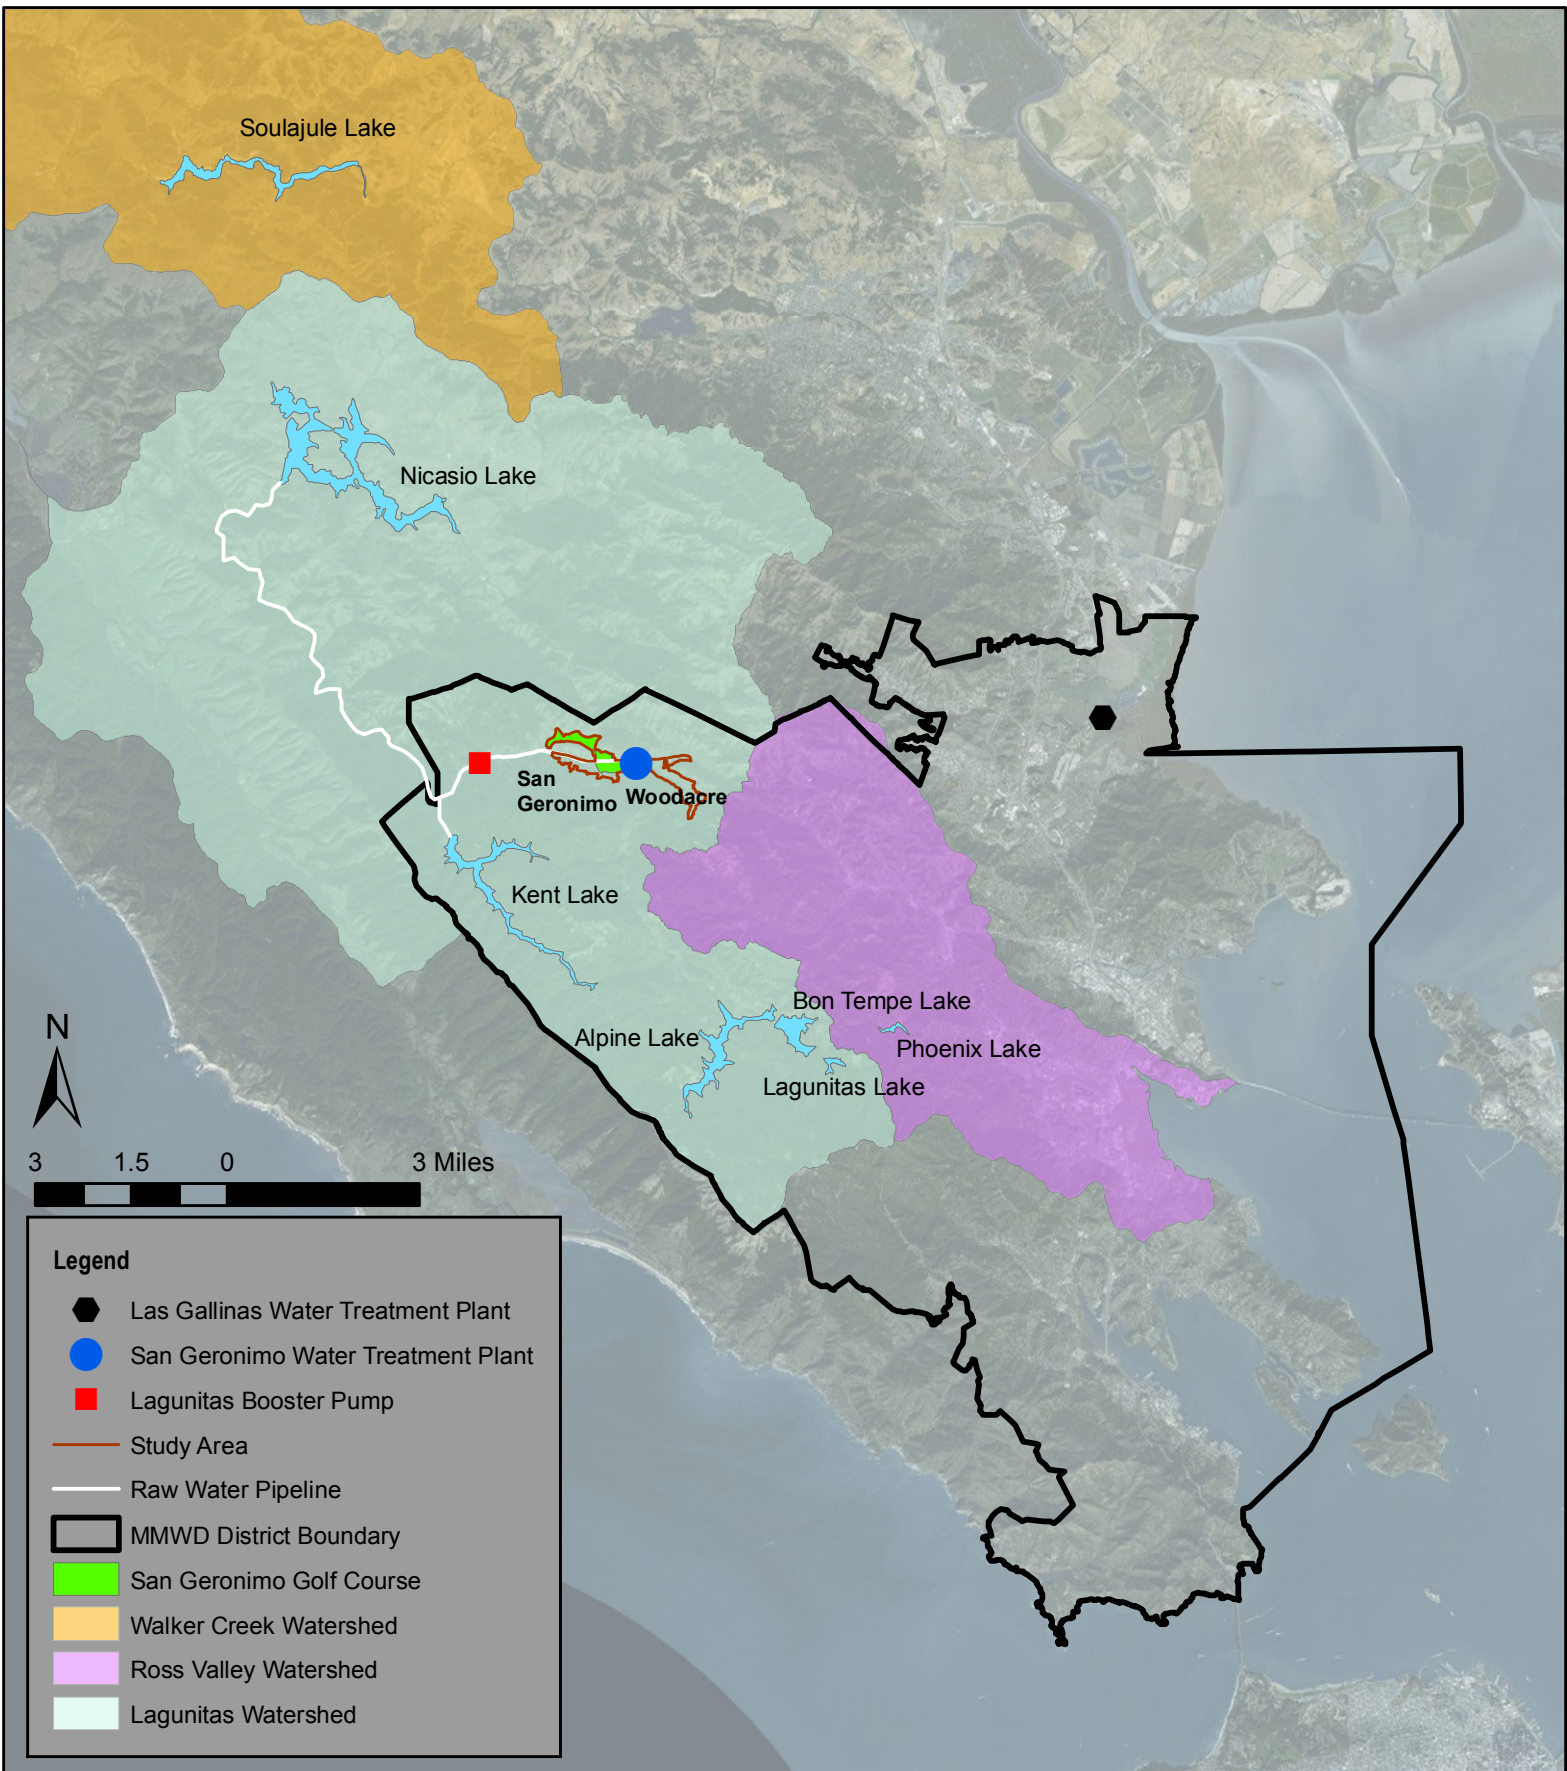 Soulajule Lake
Nicasio Lake
San
Geronimo
Woodacre
Kent Lake
Bon Tempe Lake
Alpine Lake
Phoenix Lake
Lagunitas Lake
N
3 1.5 0 3 Miles
Legend
Las Gallinas Water Treatment Plant
San Geronimo Water Treatment Plant
Lagunitas Booster Pump
Study Area
Raw Water Pipeline
MMWD District Boundary
San Geronimo Golf Course
Walker Creek Watershed
Ross Valley Watershed
Lagunitas Watershed